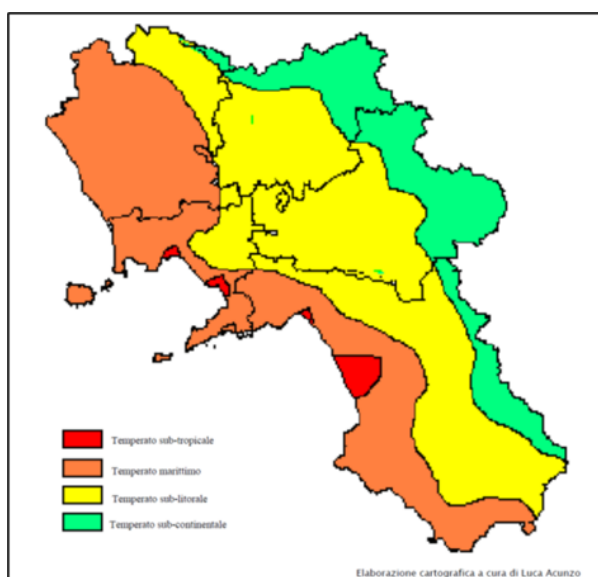 Temperato sub-tropicale
Temperato marittimo
Temperato sub-litorale
Temperato sub-continentale
Elaborazione cartografica a cura di Luca Acunzo